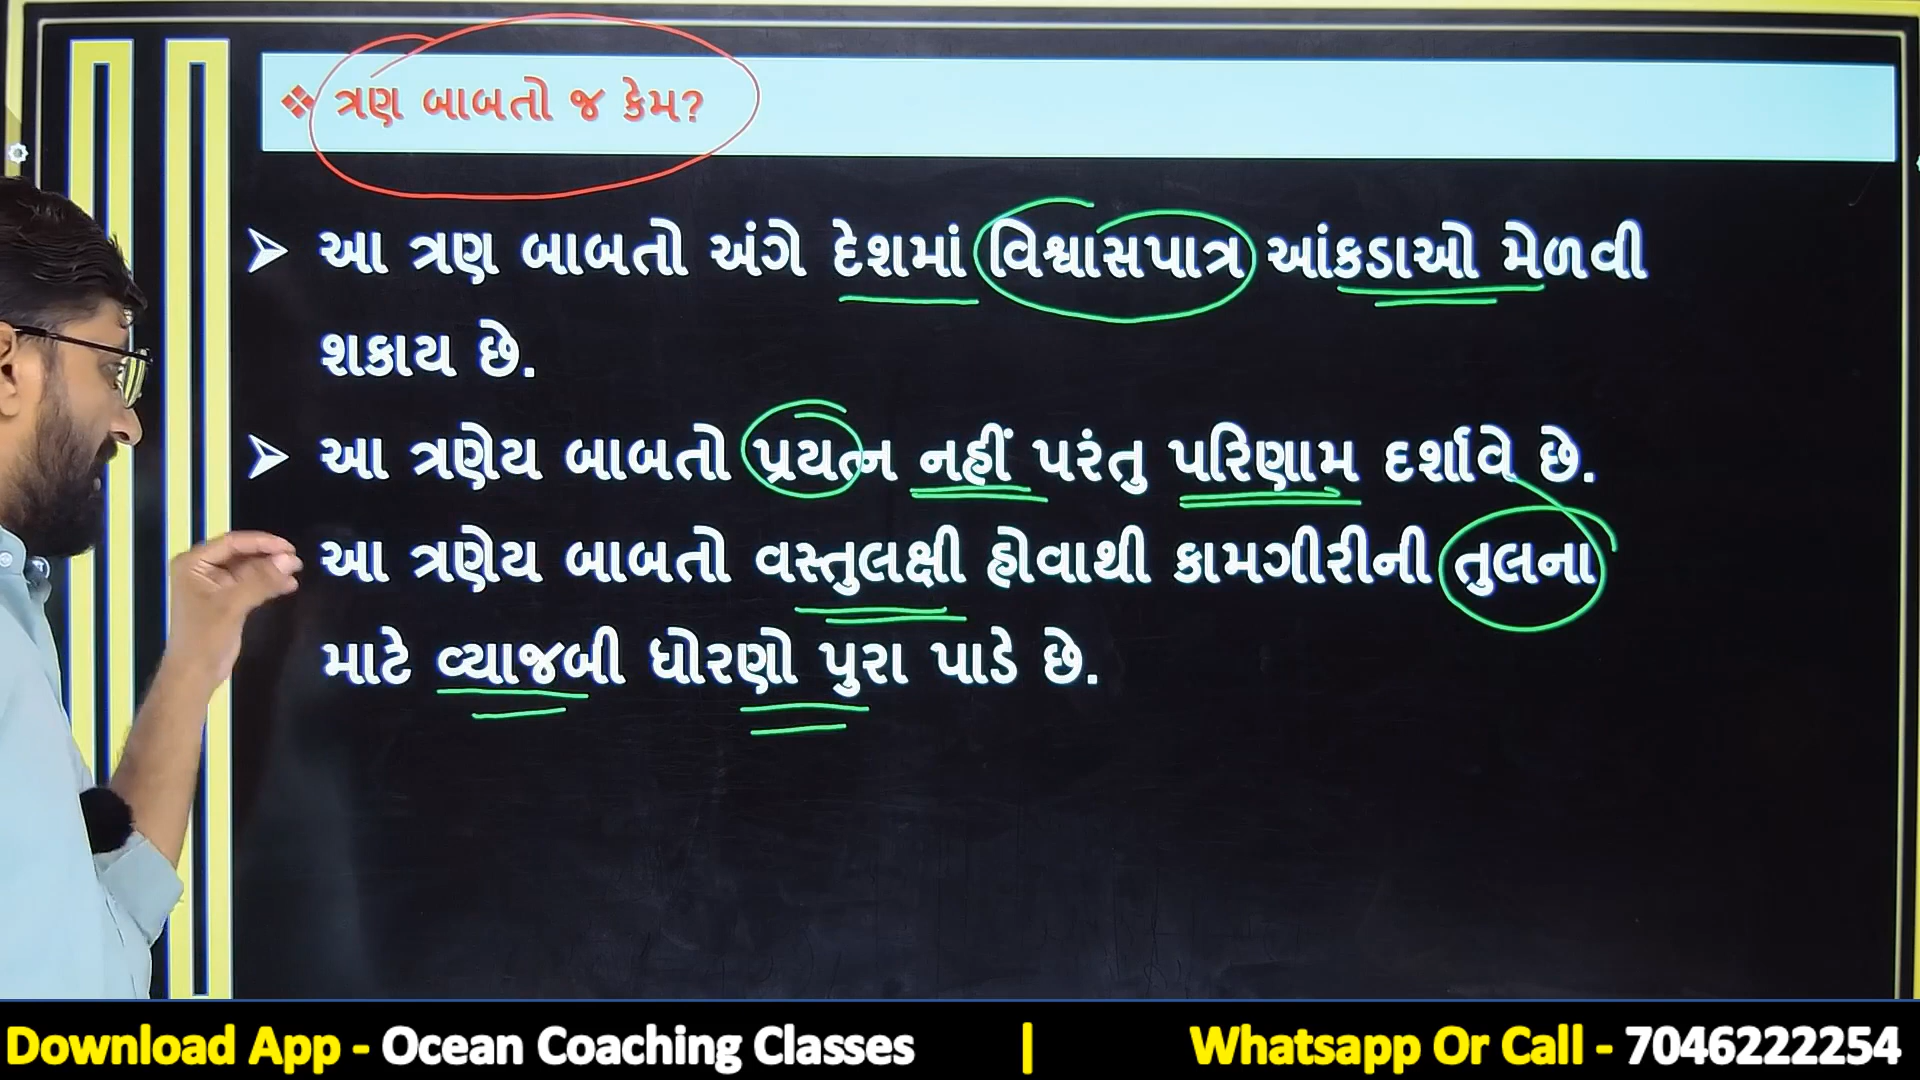 ❖ ત્રણ બાબતો જ કેમ?
➢ આ ત્રણ બાબતો અંગે દેશમાં વિશ્વાસપાત્ર આંકડાઓ મેળવી
શકાય છે.
➢ આ ત્રણેય બાબતો પ્રયત્ન નહીં પરંતુ પરિણામ દર્શાવે છે.
આ ત્રણેય બાબતો વસ્તુલક્ષી હોવાથી કામગીરીની તુલના
માટે વ્યાજબી ધોરણો પુરા પાડે છે.
Download App - Ocean Coaching Classes | Whatsapp Or Call - 7046222254